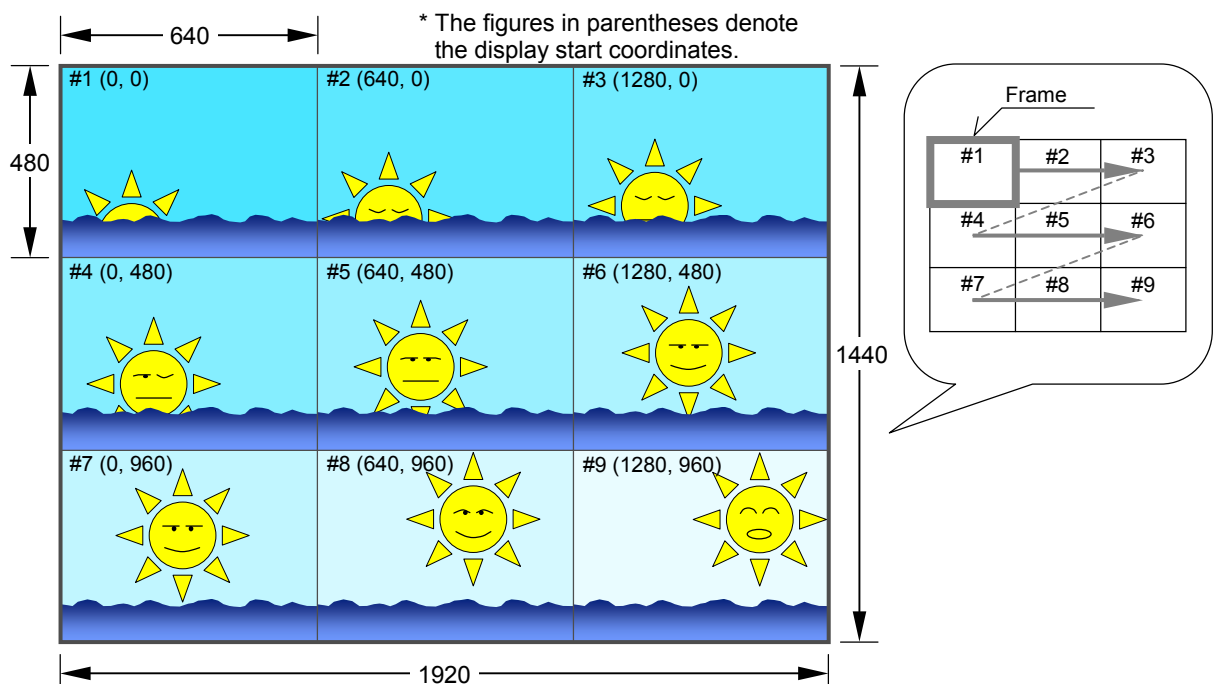 640
* The figures in parentheses denote
the display start coordinates.
#1 (0, 0)
#2 (640, 0)
#3 (1280, 0)
480
#4 (0, 480)
#5 (640, 480)
#6 (1280, 480)
1440
#7 (0, 960)
#8 (640, 960)
#9 (1280, 960)
1920
Frame
#1
#2
#3
#4
#5
#6
#7
#8
#9